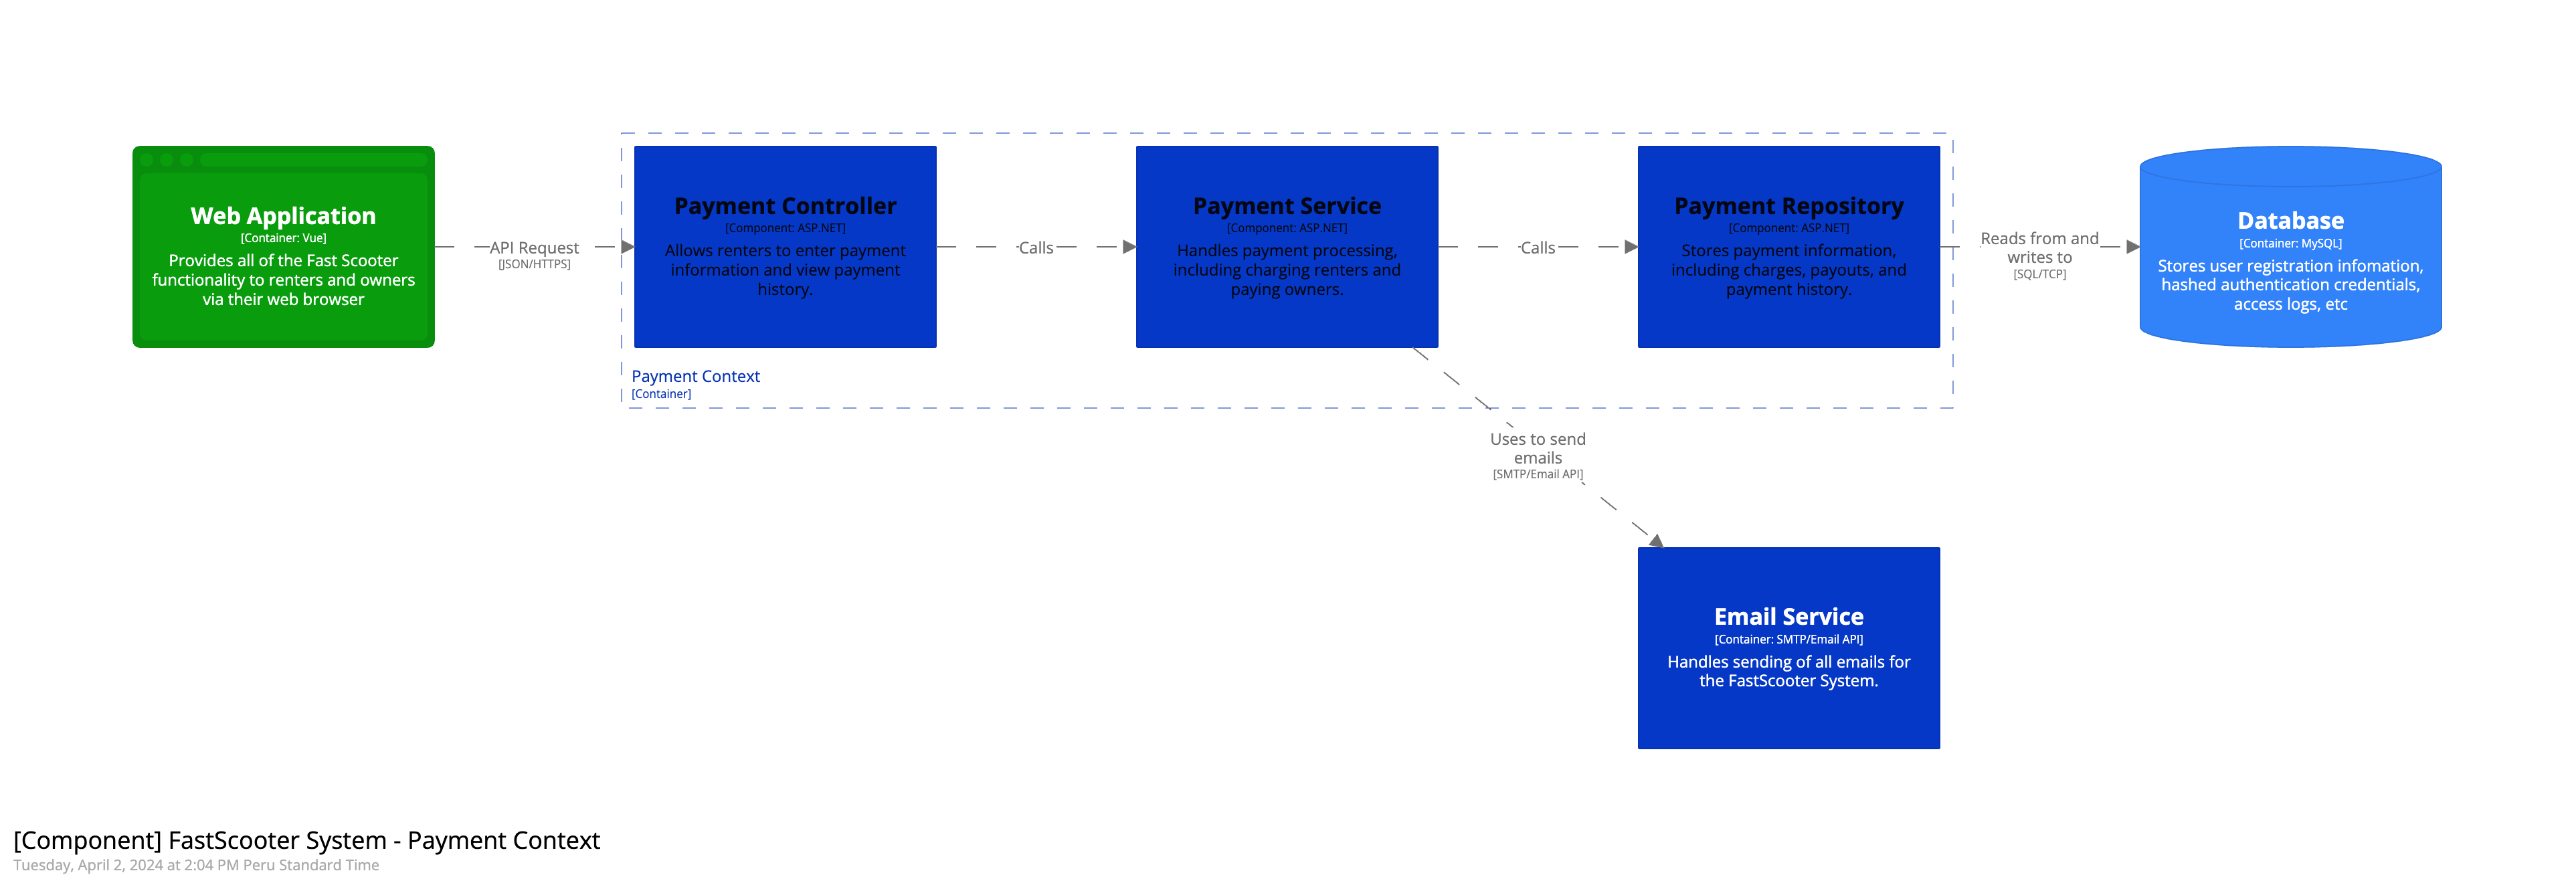 Web Application
[Container: Vue]
Provides all of the Fast Scooter
functionality to renters and owners
via their web browser
API Request
[JSON/HTTPS]
Payment Controller
[Component: ASP.NET]
Allows renters to enter payment
information and view payment
history.
Calls
Payment Service
[Component: ASP.NET]
Handles payment processing,
including charging renters and
paying owners.
Calls
Payment Repository
[Component: ASP.NET]
Stores payment information,
including charges, payouts, and
payment history.
Reads from and
writes to
[SQL/TCP]
Database
[Container: MySQL]
Stores user registration infomation,
hashed authentication credentials,
access logs, etc
Payment Context
[Container]
Uses to send
emails
[SMTP/Email API]
Email Service
[Container: SMTP/Email API]
Handles sending of all emails for
the FastScooter System.
[Component] FastScooter System - Payment Context
Tuesday, April 2, 2024 at 2:04 PM Peru Standard Time